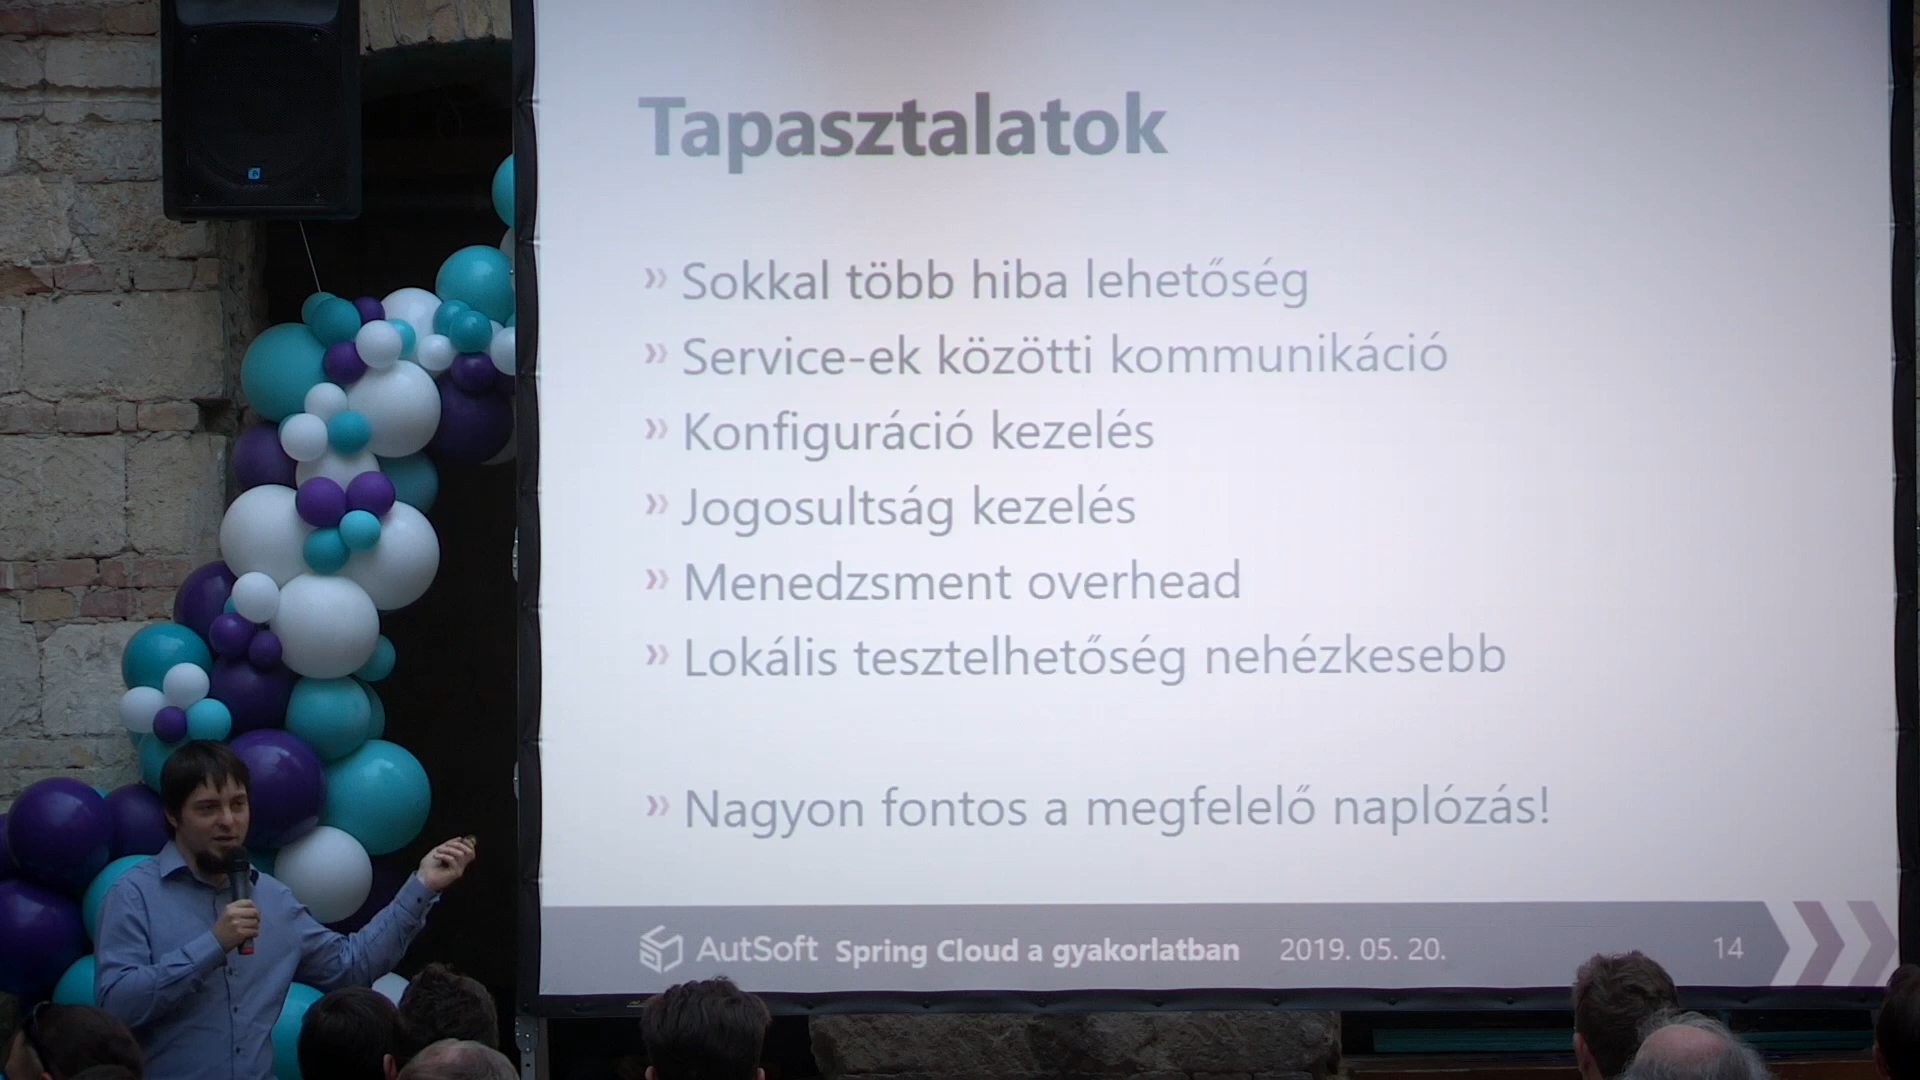 Tapasztalatok
» Sokkal több hiba lehetőség
» Service-ek közötti kommunikáció
» Konfiguráció kezelés
» Jogosultság kezelés
» Menedzsment overhead
» Lokális tesztelhetőség nehézkesebb
» Nagyon fontos a megfelelő naplózás!
AutSoft Spring Cloud a gyakorlatban 2019. 05. 20. 14